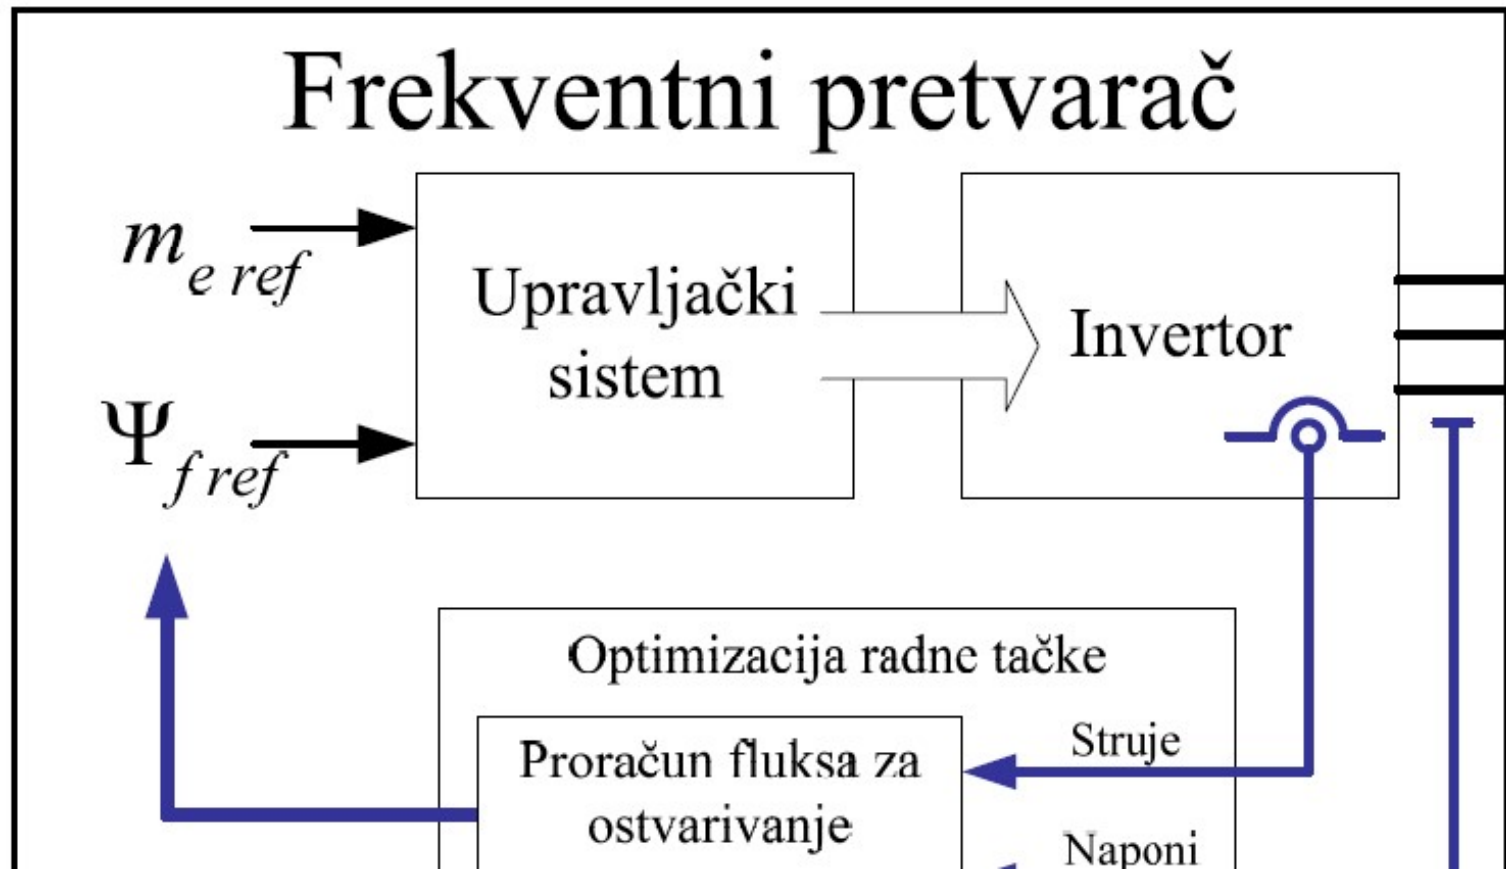 Frekventni pretvarač
m e ref
Upravljački
sistem
Invertor
Ψ f ref
Optimizacija radne tačke
Proračun fluksa za
ostvarivanje
Struje
Naponi